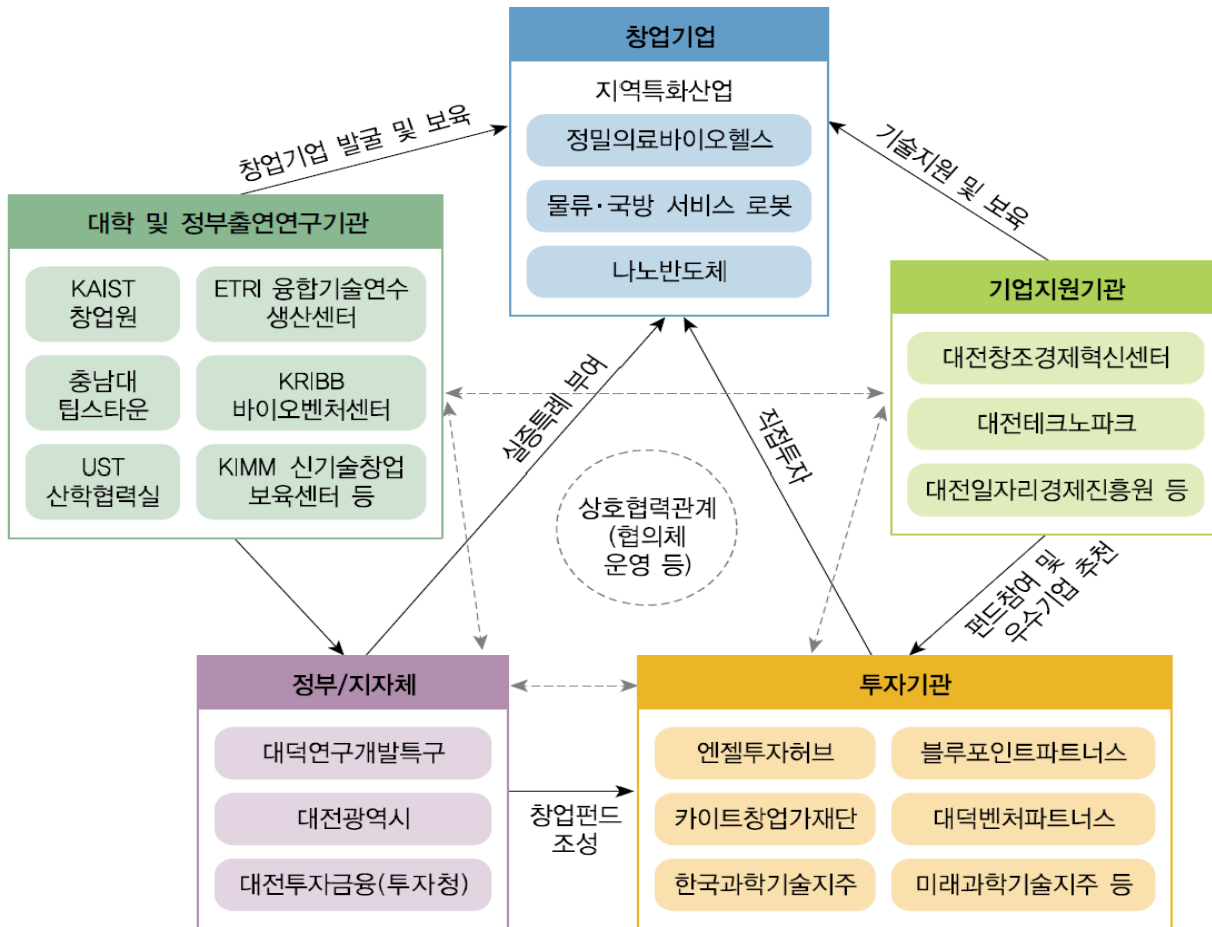 창업기업
지역특화산업
정밀의료바이오헬스
물류·국방 서비스 로봇
나노반도체
창업기업 발굴 및 보육
기술지원 및 보육
대학 및 정부출연연구기관
KAIST
창업원
ETRI 융합기술연수
생산센터
충남대
팁스타운
KRIBB
바이오벤처센터
UST
산학협력실
KIMM 신기술창업
보육센터 등
기업지원기관
대전창조경제혁신센터
대전테크노파크
대전일자리경제진흥원 등
실증특례 부여
직접투자
상호협력관계
(협의체
운영 등)
펀드참여 및
우수기업 추천
정부/지자체
대덕연구개발특구
대전광역시
대전투자금융(투자청)
창업펀드
조성
투자기관
엔젤투자허브
블루포인트파트너스
카이트창업가재단
대덕벤처파트너스
한국과학기술지주
미래과학기술지주 등